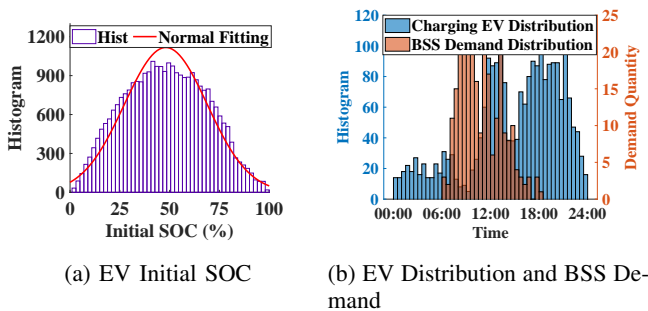 Hist Normal Fitting
1200
900
600
300
0
Histogram
0 25 50 75 100
Initial SOC (%)
(a) EV Initial SOC
Charging EV Distribution
BSS Demand Distribution
120
100
80
60
40
20
0
Histogram
25
20
15
10
5
0
Demand Quantity
00:00 06:00 12:00 18:00 24:00
Time
(b) EV Distribution and BSS De-
mand